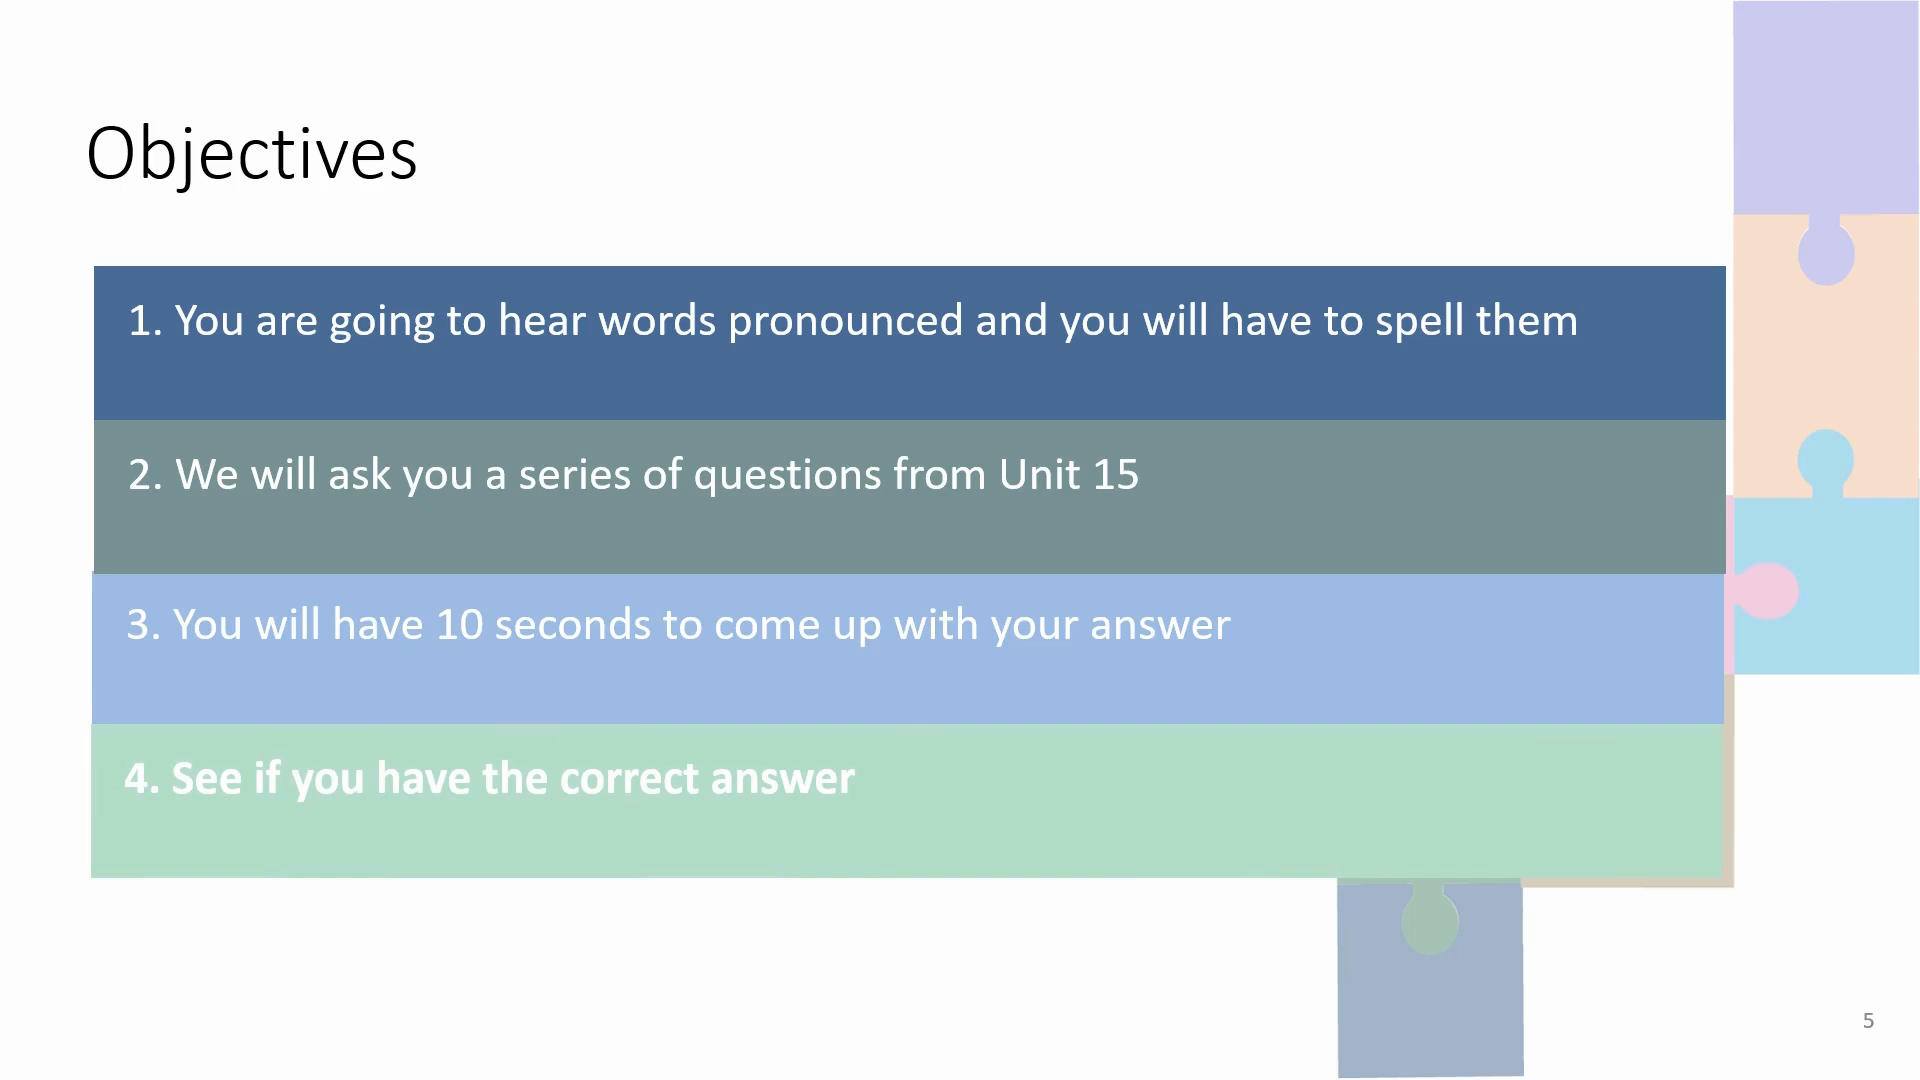 Objectives
1. You are going to hear words pronounced and you will have to spell them
2. We will ask you a series of questions from Unit 15
3. You will have 10 seconds to come up with your answer
4. See if you have the correct answer
5